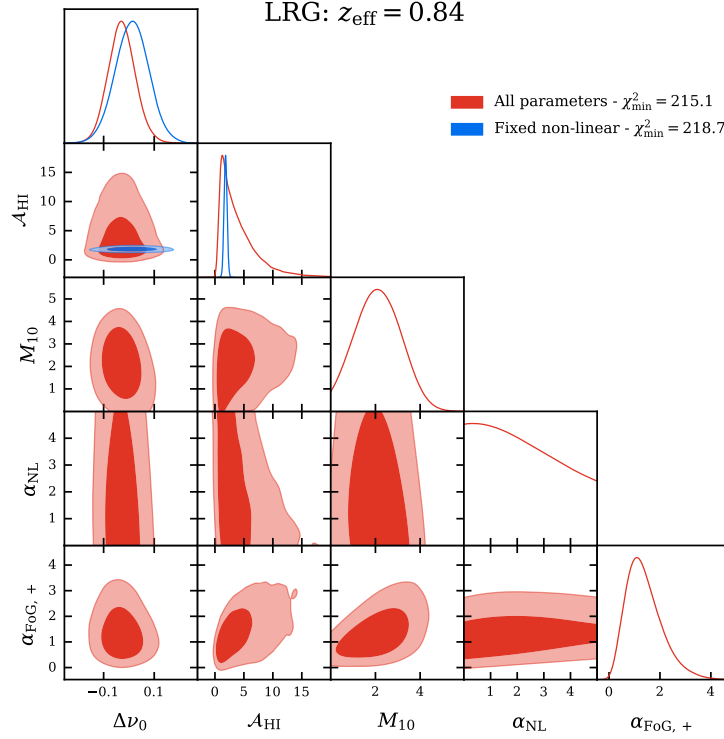 LRG: z_eff = 0.84
All parameters - χ²_min = 215.1
Fixed non-linear - χ²_min = 218.7
A_HI
15
10
5
0
M_10
5
4
3
2
1
α_NL
4
3
2
1
α_FoG, +
4
3
2
1
0
−0.1 0.1
0 5 10 15
2 4
1 2 3 4
0 2 4
Δν_0
A_HI
M_10
α_NL
α_FoG, +